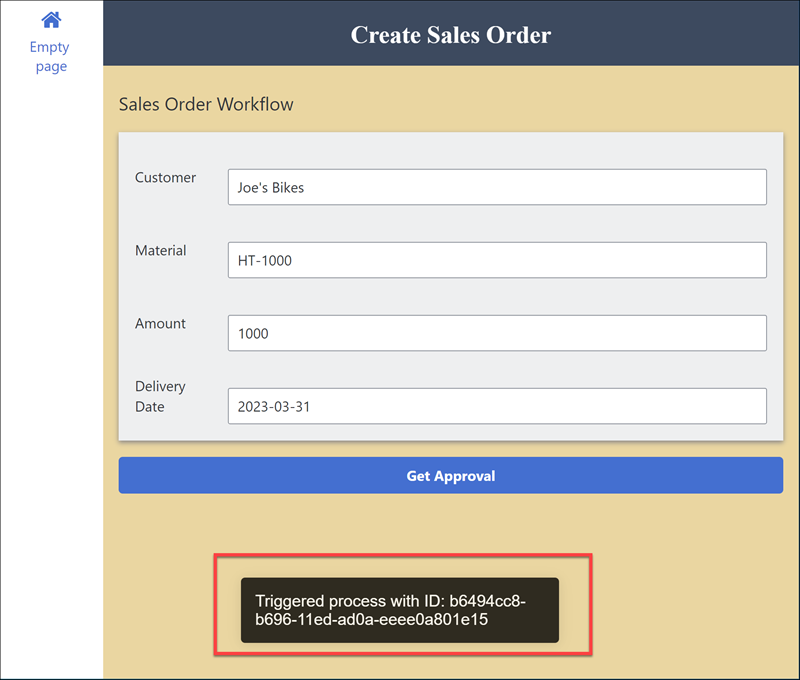 Empty
page
Create Sales Order
Sales Order Workflow
Customer
Joe's Bikes
Material
HT-1000
Amount
1000
Delivery
Date
2023-03-31
Get Approval
Triggered process with ID: b6494cc8-
b696-11ed-ad0a-eeee0a801e15